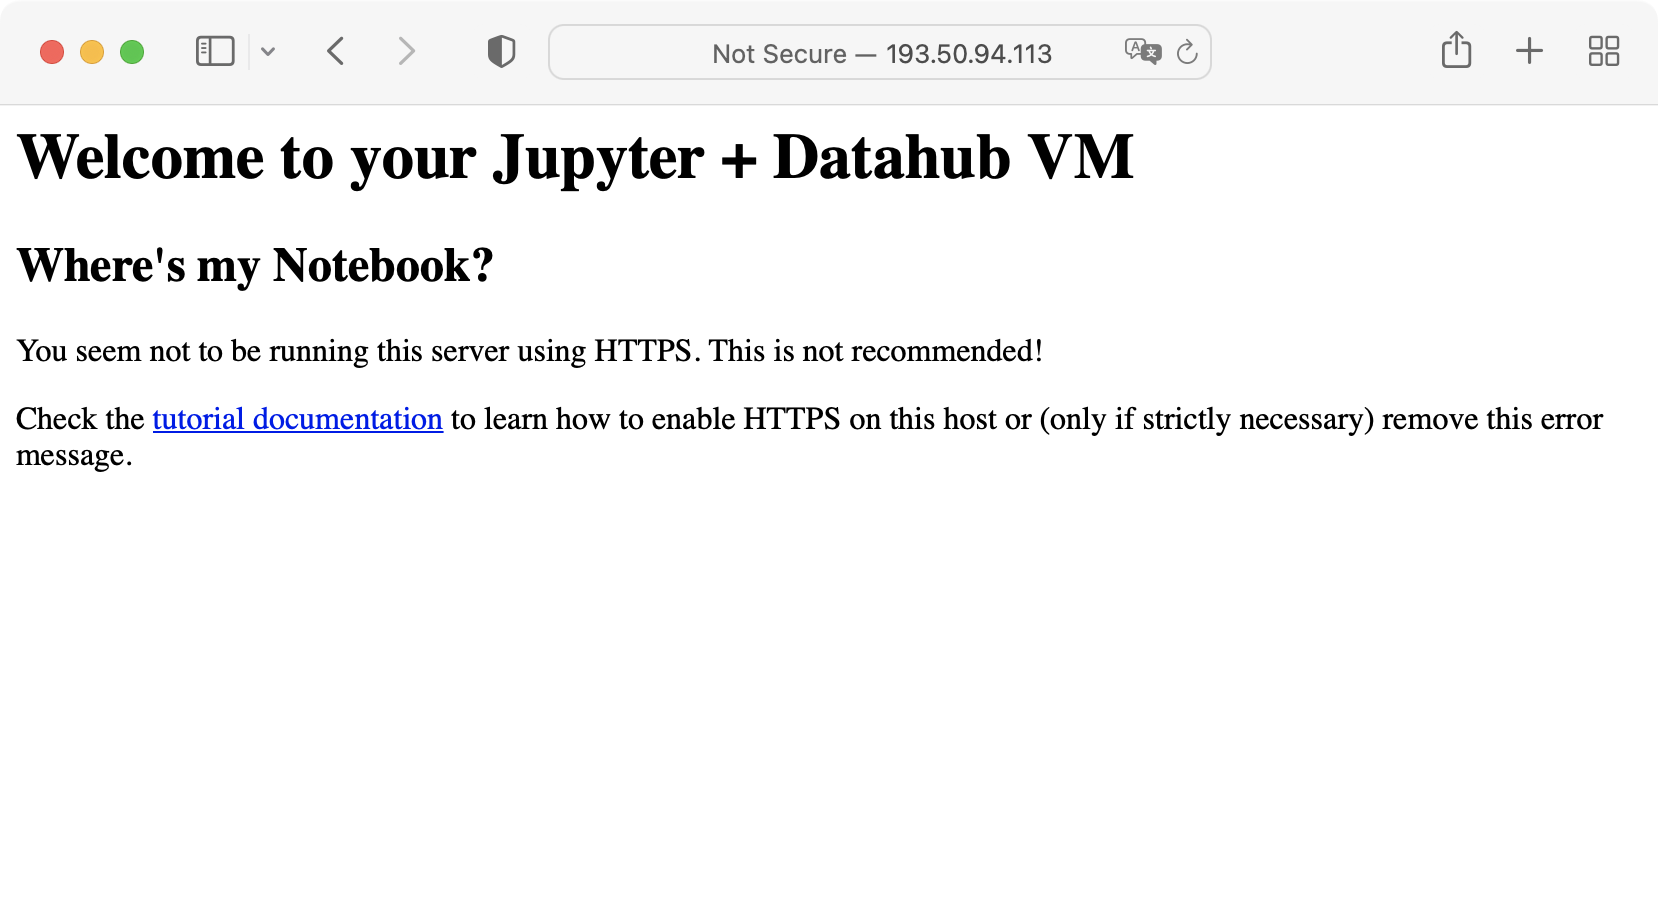 Not Secure — 193.50.94.113
Welcome to your Jupyter + Datahub VM
Where's my Notebook?
You seem not to be running this server using HTTPS. This is not recommended!
Check the tutorial documentation to learn how to enable HTTPS on this host or (only if strictly necessary) remove this error
message.